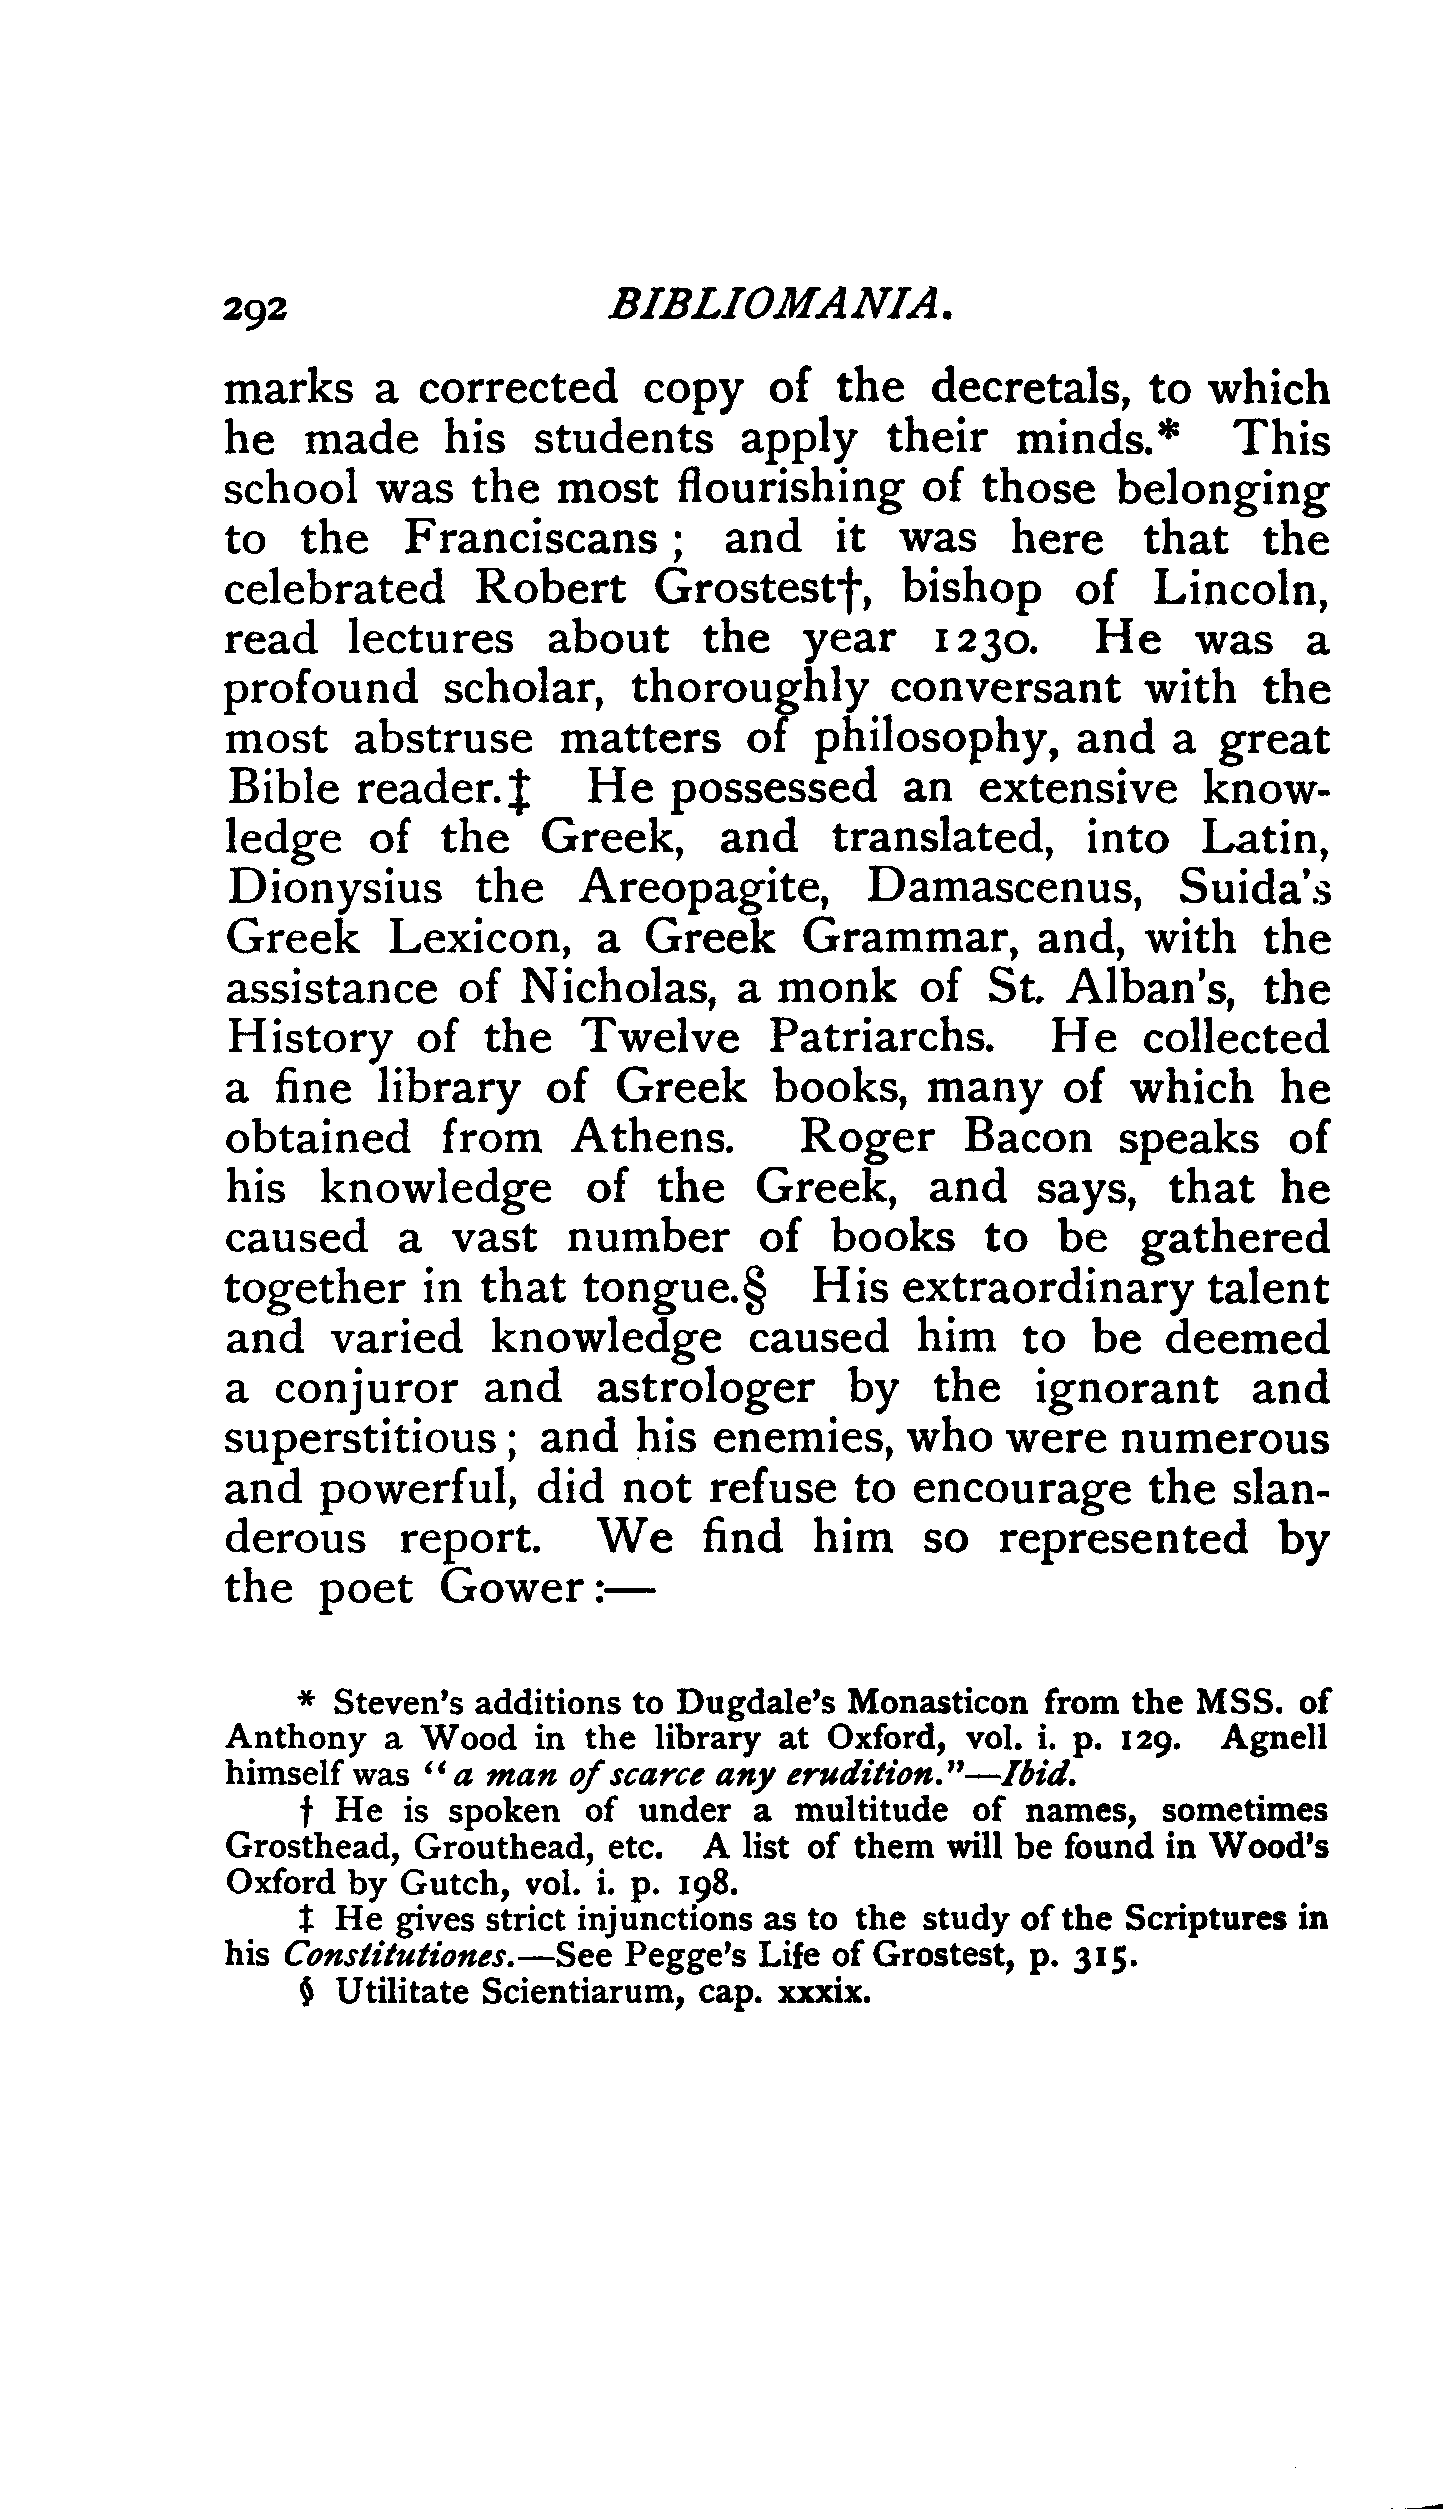 292 BIBLIOMANIA.
marks a corrected copy of the decretals, to which
he made his students apply their minds.* This
school was the most flourishing of those belonging
to the Franciscans ; and it was here that the
celebrated Robert Grostest†, bishop of Lincoln,
read lectures about the year 1230. He was a
profound scholar, thoroughly conversant with the
most abstruse matters of philosophy, and a great
Bible reader.‡ He possessed an extensive know-
ledge of the Greek, and translated, into Latin,
Dionysius the Areopagite, Damascenus, Suida's
Greek Lexicon, a Greek Grammar, and, with the
assistance of Nicholas, a monk of St. Alban's, the
History of the Twelve Patriarchs. He collected
a fine library of Greek books, many of which he
obtained from Athens. Roger Bacon speaks of
his knowledge of the Greek, and says, that he
caused a vast number of books to be gathered
together in that tongue.§ His extraordinary talent
and varied knowledge caused him to be deemed
a conjuror and astrologer by the ignorant and
superstitious ; and his enemies, who were numerous
and powerful, did not refuse to encourage the slan-
derous report. We find him so represented by
the poet Gower :—
* Steven's additions to Dugdale's Monasticon from the MSS. of
Anthony a Wood in the library at Oxford, vol. i. p. 129. Agnell
himself was “a man of scarce any erudition.”—Ibid.
† He is spoken of under a multitude of names, sometimes
Grosthead, Grouthead, etc. A list of them will be found in Wood's
Oxford by Gutch, vol. i. p. 198.
‡ He gives strict injunctions as to the study of the Scriptures in
his Constitutiones.—See Pegge's Life of Grostest, p. 315.
§ Utilitate Scientiarum, cap. xxxix.